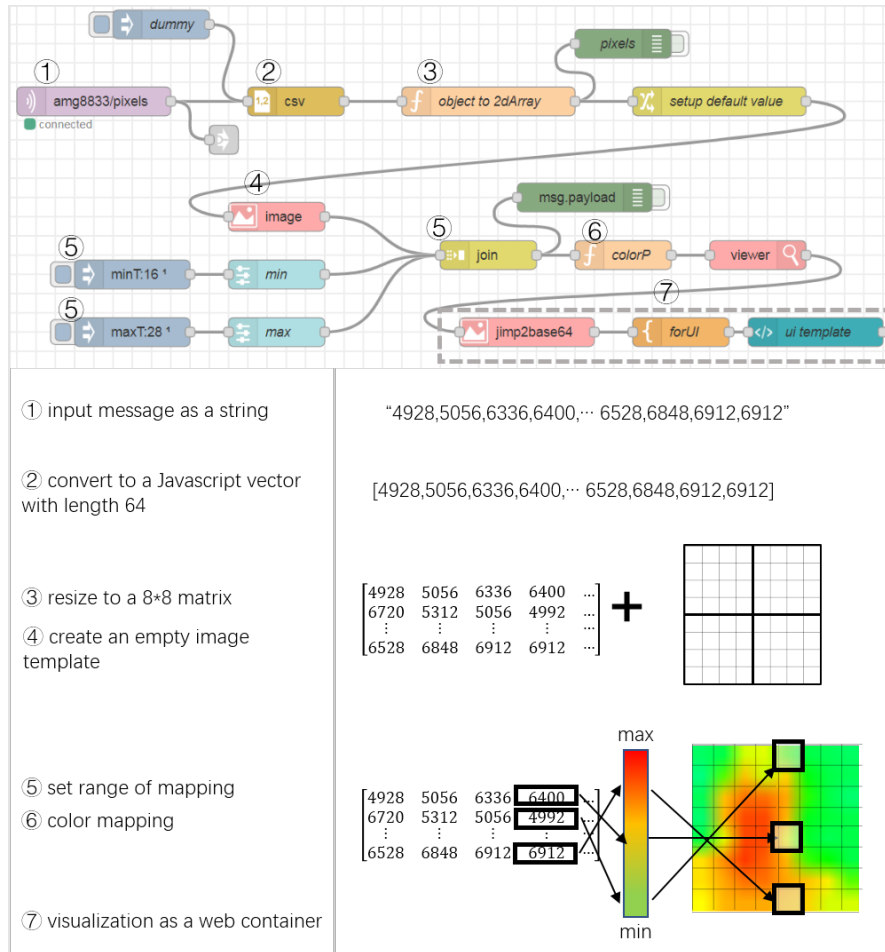 dummy
pixels
① ② ③
amg8833/pixels
1,2 csv
f object to 2dArray
setup default value
connected
④
image
msg.payload
⑤ ⑤ ⑥
join
f colorP
viewer
minT:16 ¹
min
⑤ ⑦
maxT:28 ¹
max
jimp2base64
{ forUI
</> ui template
① input message as a string
“4928,5056,6336,6400,··· 6528,6848,6912,6912”
② convert to a Javascript vector
with length 64
[4928,5056,6336,6400,··· 6528,6848,6912,6912]
③ resize to a 8*8 matrix
④ create an empty image
template
4928 5056 6336 6400 ...
6720 5312 5056 4992 ...
⋮ ⋮ ⋮ ⋮ ...
6528 6848 6912 6912 ...
+
⑤ set range of mapping
⑥ color mapping
4928 5056 6336 6400 ...
6720 5312 5056 4992 ...
⋮ ⋮ ⋮ ⋮ ...
6528 6848 6912 6912 ...
max
min
⑦ visualization as a web container